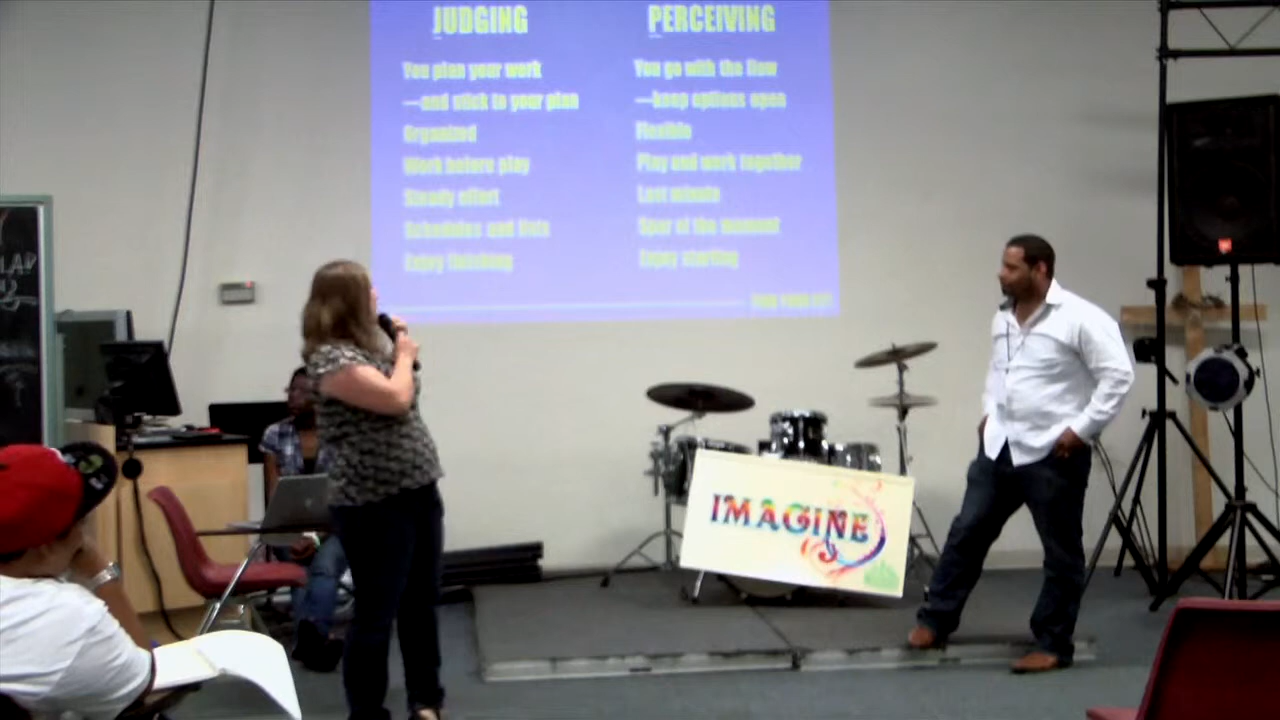 JUDGING
You plan your work
—and stick to your plan
Organized
Work before play
Steady effort
Schedules and lists
Enjoy finishing
PERCEIVING
You go with the flow
—keep options open
Flexible
Play and work together
Last minute
Spur of the moment
Enjoy starting
IMAGINE
LAP